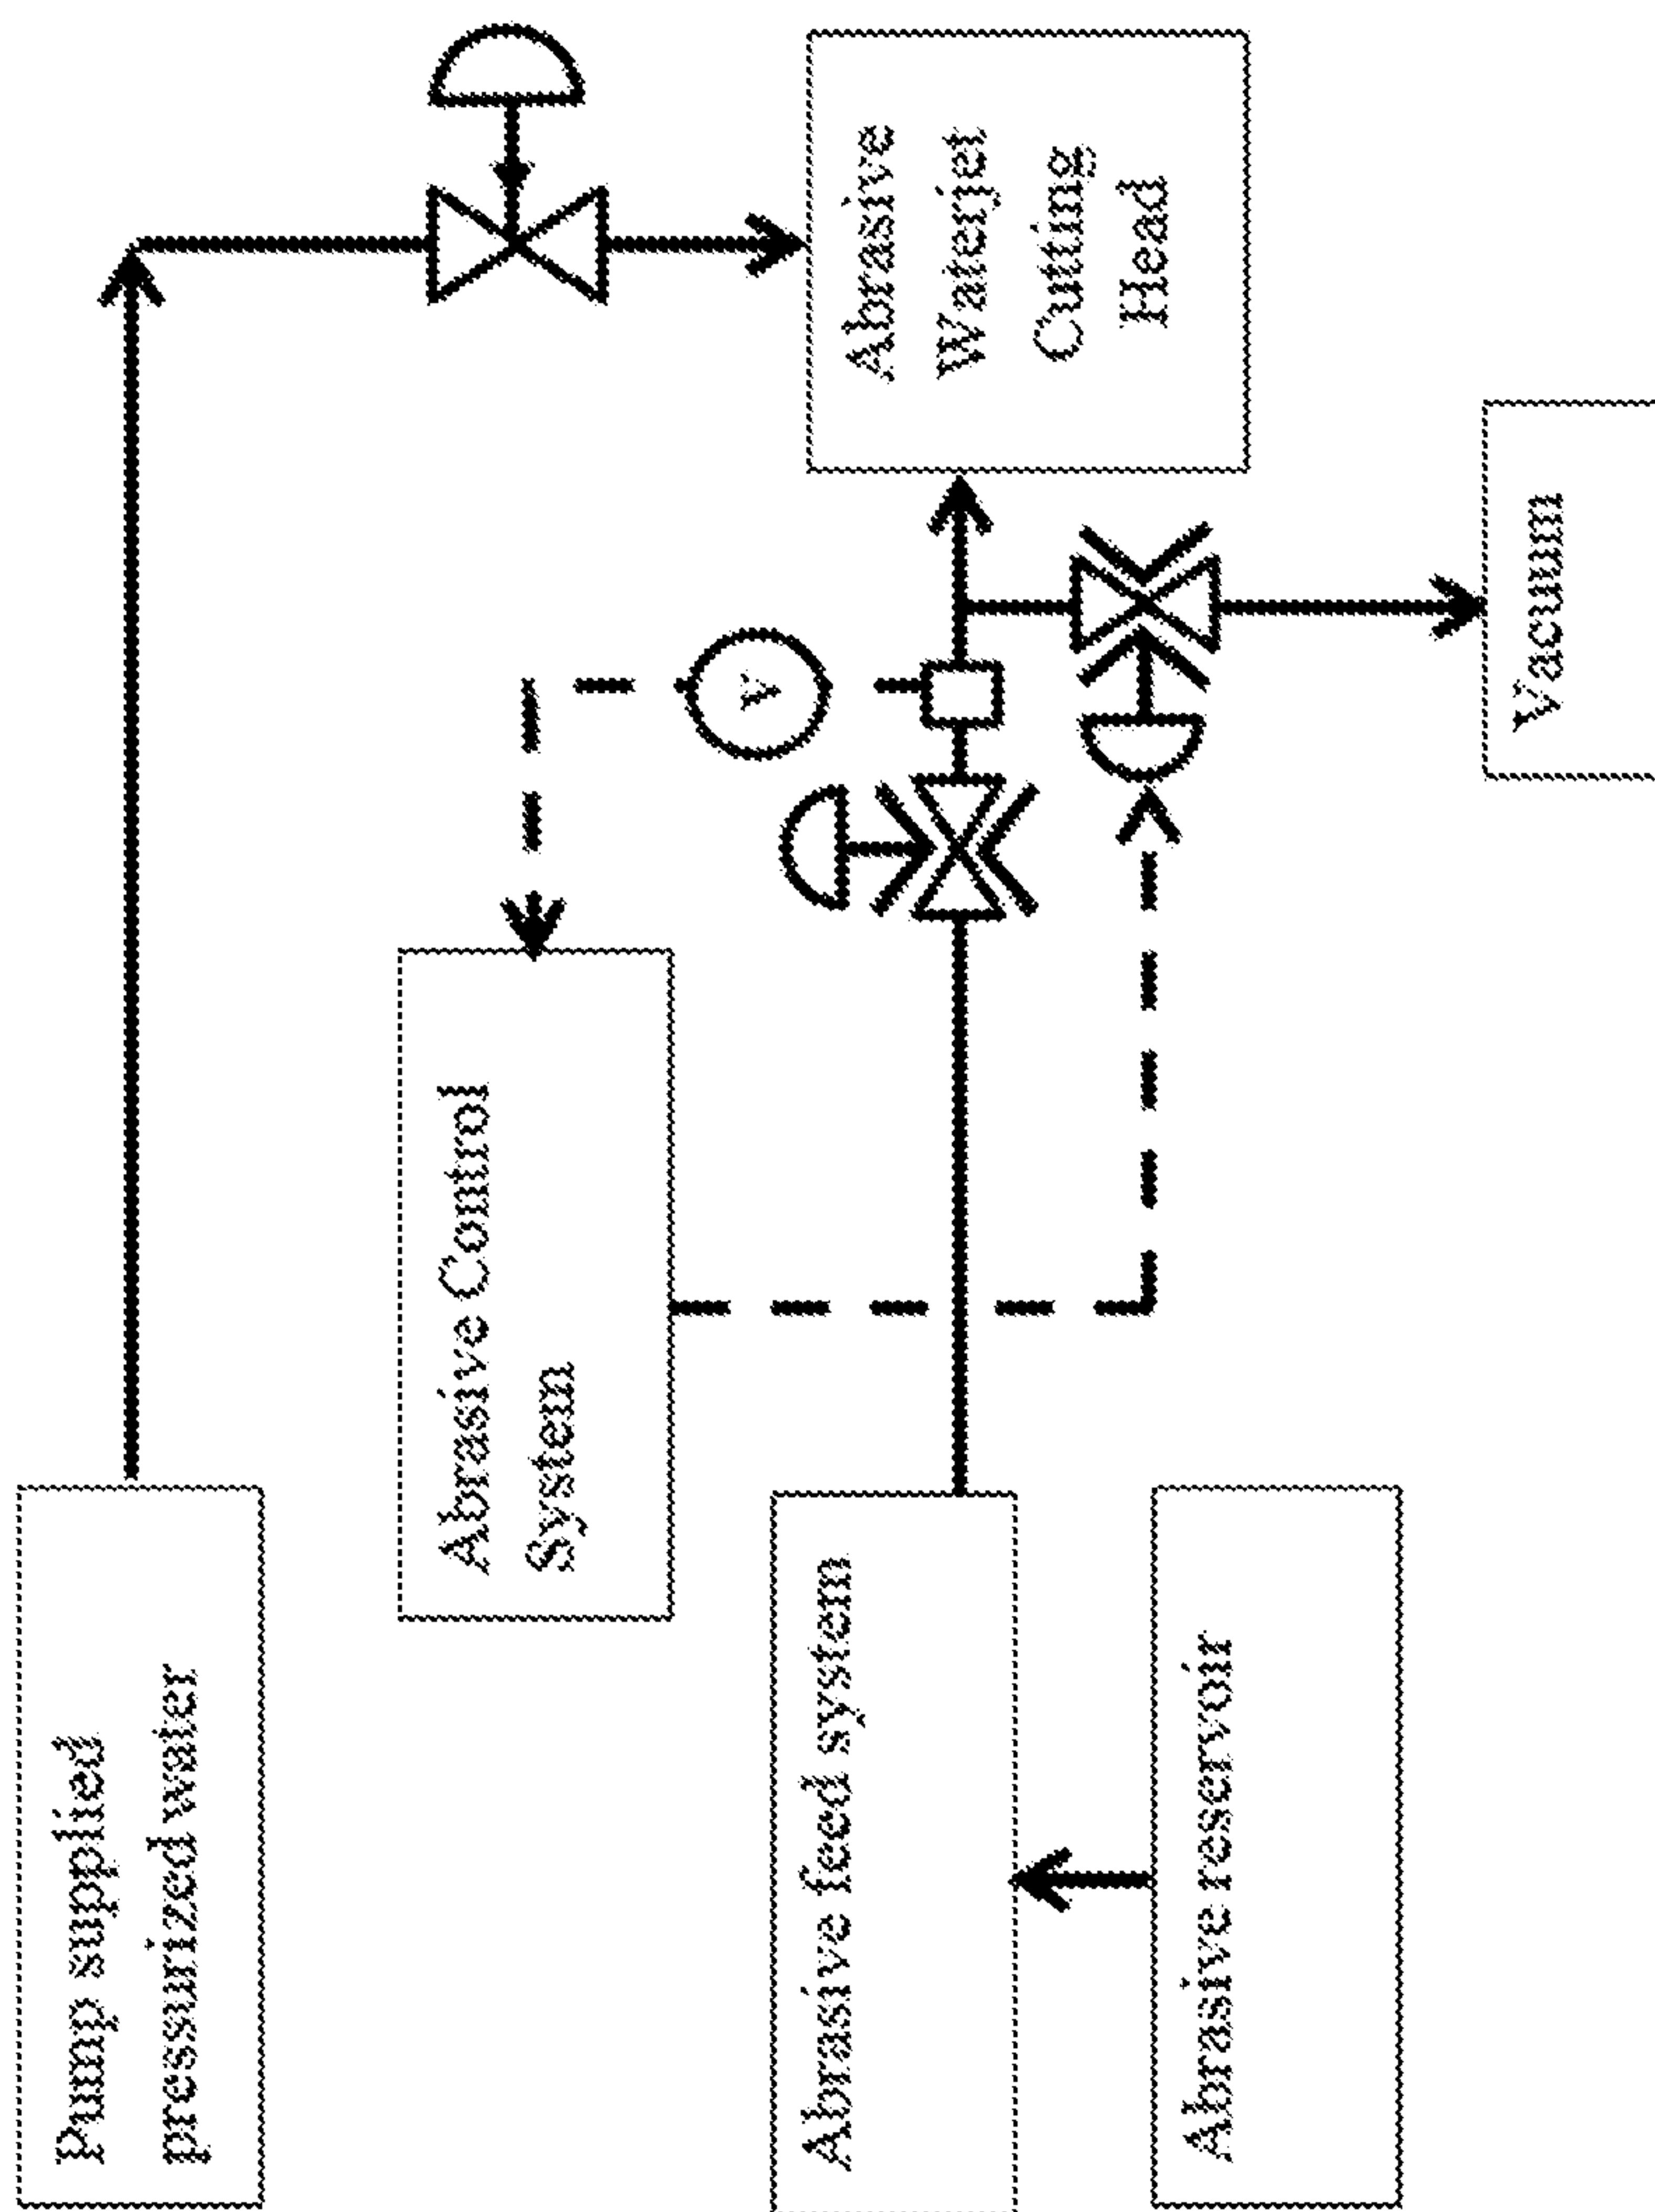 Pump supplied
pressurized water
Abrasive Control
System
Abrasive feed system
Abrasive reservoir
Abrasive
Waterjet
Cutting
Head
Vacuum